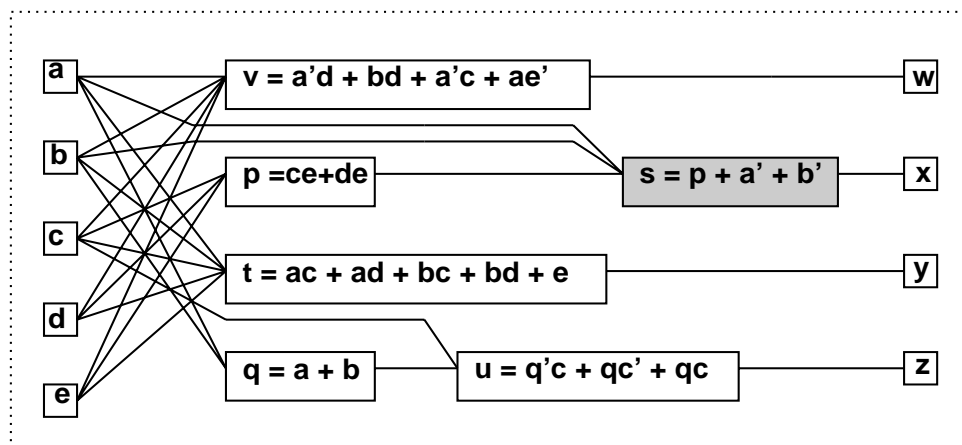 a v = a’d + bd + a’c + ae’ w
b p =ce+de s = p + a’ + b’ x
c t = ac + ad + bc + bd + e y
d
e q = a + b u = q’c + qc’ + qc z